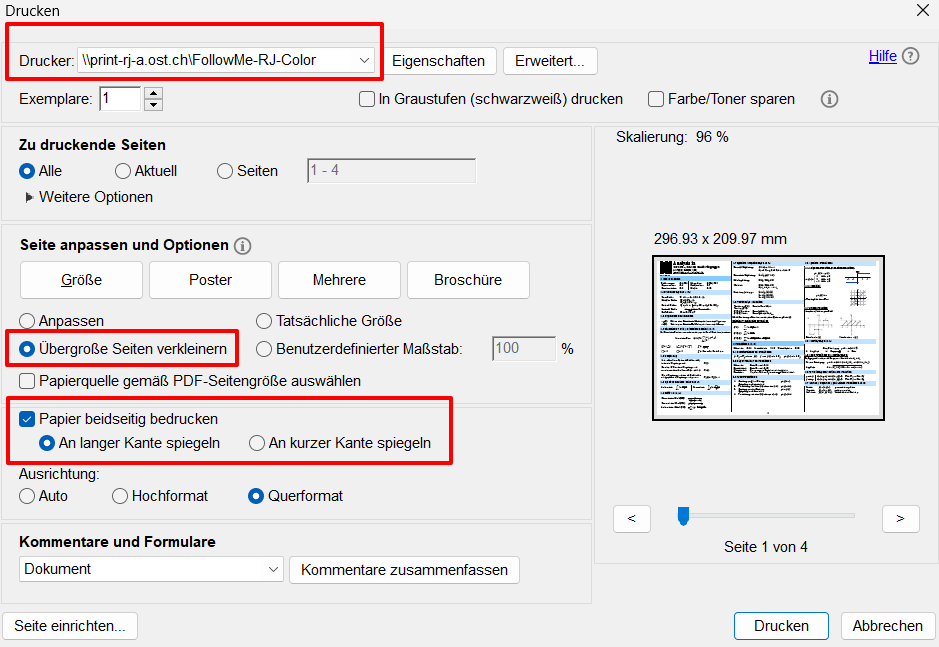 Drucken
Drucker: \\print-rj-a.ost.ch\FollowMe-RJ-Color Eigenschaften Erweitert... Hilfe ?
Exemplare: 1 In Graustufen (schwarzweiß) drucken Farbe/Toner sparen
Zu druckende Seiten
Alle Aktuell Seiten 1 - 4
Weitere Optionen
Seite anpassen und Optionen
Größe Poster Mehrere Broschüre
Anpassen Tatsächliche Größe
Übergroße Seiten verkleinern Benutzerdefinierter Maßstab: 100 %
Papierquelle gemäß PDF-Seitengröße auswählen
Papier beidseitig bedrucken
An langer Kante spiegeln An kurzer Kante spiegeln
Ausrichtung:
Auto Hochformat Querformat
Kommentare und Formulare
Dokument Kommentare zusammenfassen
Skalierung: 96 %
296.93 x 209.97 mm
< >
Seite 1 von 4
Seite einrichten... Drucken Abbrechen